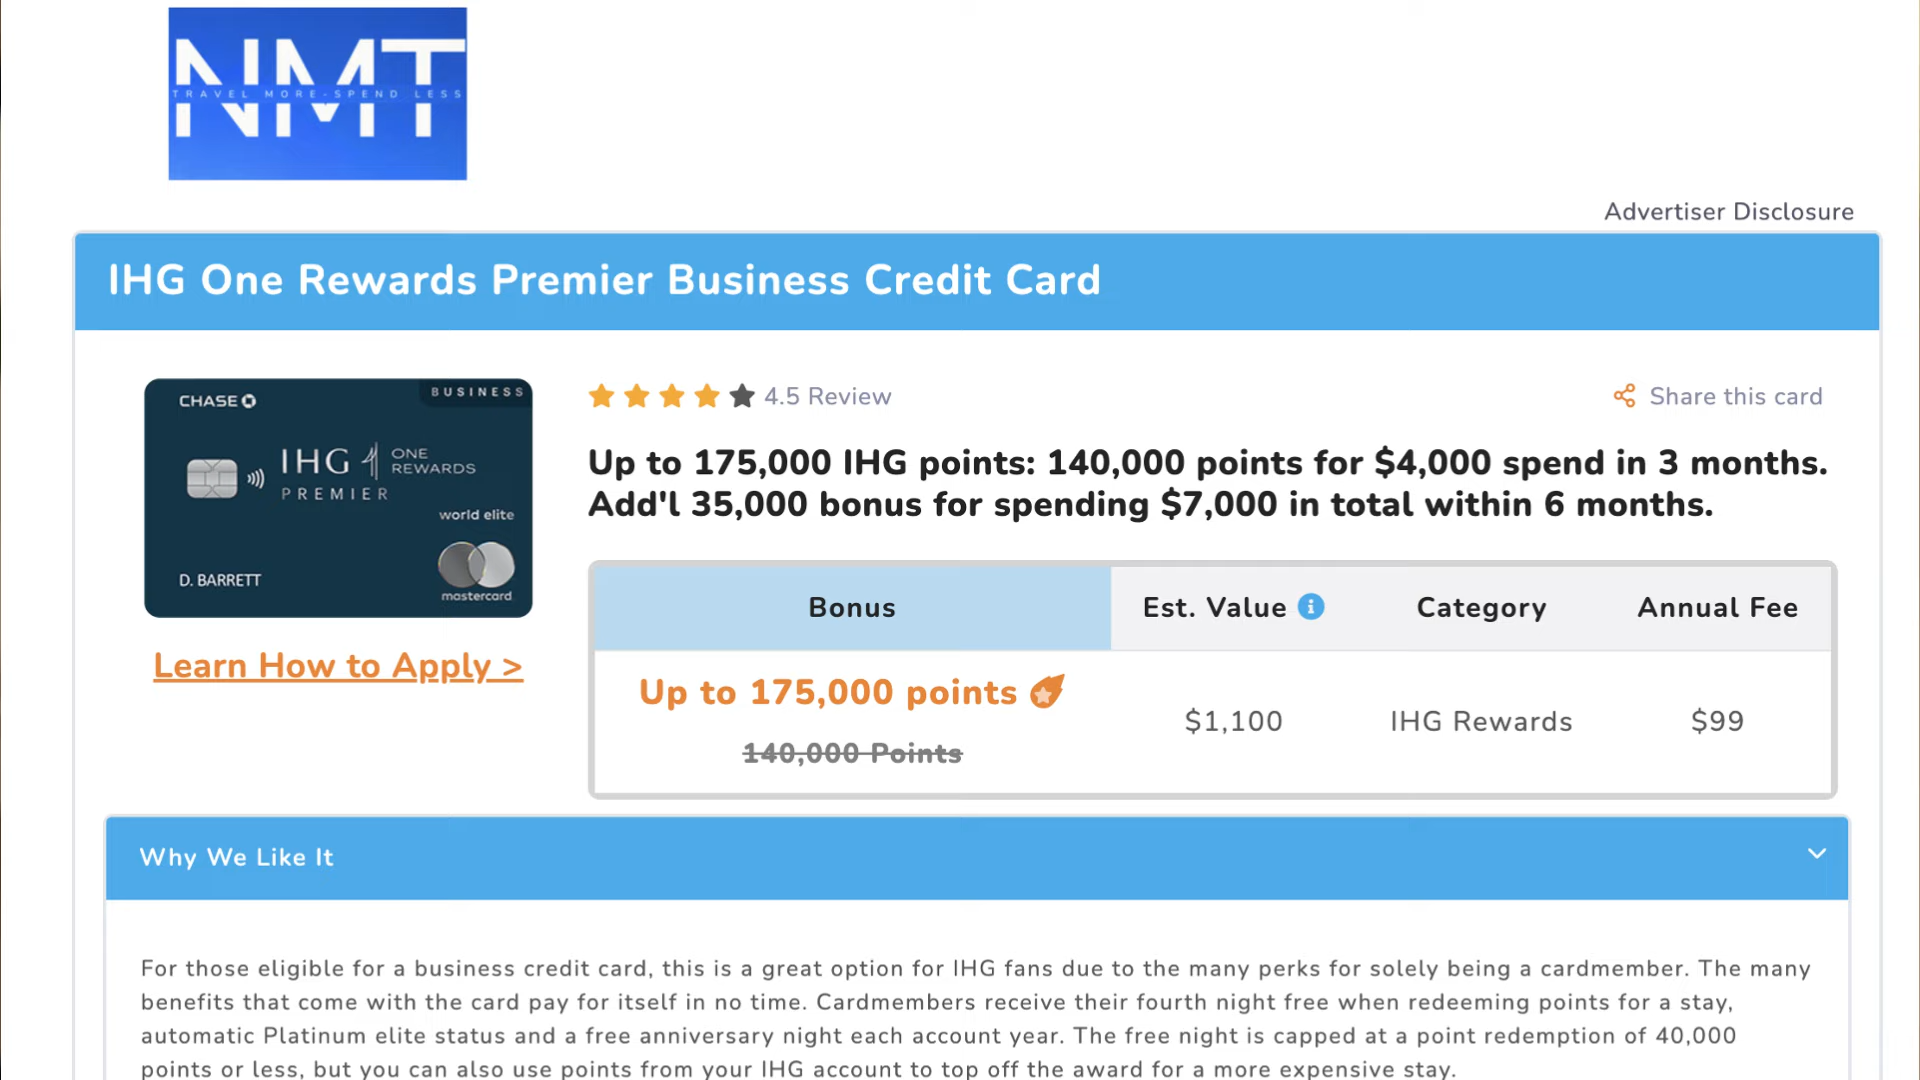 NMT
TRAVEL MORE-SPEND LESS
Advertiser Disclosure
IHG One Rewards Premier Business Credit Card
CHASE
BUSINESS
IHG ONE REWARDS
PREMIER
world elite
D. BARRETT
mastercard
4.5 Review
Share this card
Up to 175,000 IHG points: 140,000 points for $4,000 spend in 3 months.
Add'l 35,000 bonus for spending $7,000 in total within 6 months.
Learn How to Apply >
Bonus Est. Value i Category Annual Fee
Up to 175,000 points
140,000 Points
$1,100 IHG Rewards $99
Why We Like It
For those eligible for a business credit card, this is a great option for IHG fans due to the many perks for solely being a cardmember. The many
benefits that come with the card pay for itself in no time. Cardmembers receive their fourth night free when redeeming points for a stay,
automatic Platinum elite status and a free anniversary night each account year. The free night is capped at a point redemption of 40,000
points or less, but you can also use points from your IHG account to top off the award for a more expensive stay.